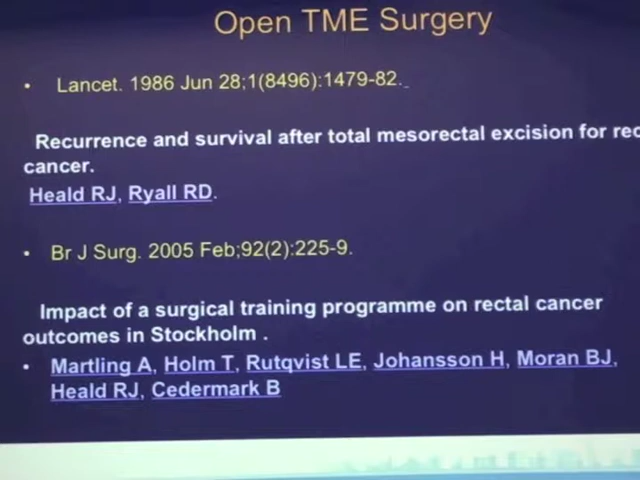 Open TME Surgery
• Lancet. 1986 Jun 28;1(8496):1479-82.
Recurrence and survival after total mesorectal excision for
cancer.
Heald RJ, Ryall RD.
• Br J Surg. 2005 Feb;92(2):225-9.
Impact of a surgical training programme on rectal cancer
outcomes in Stockholm .
• Martling A, Holm T, Rutqvist LE, Johansson H, Moran BJ,
Heald RJ, Cedermark B